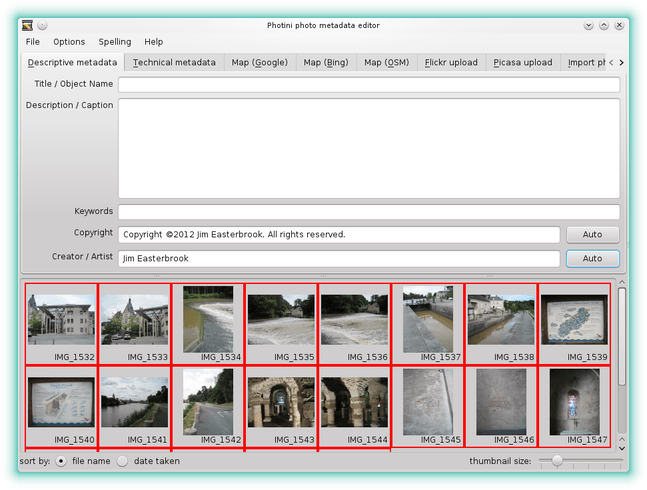 Photini photo metadata editor
File Options Spelling Help
Descriptive metadata Technical metadata Map (Google) Map (Bing) Map (OSM) Flickr upload Picasa upload Import ph
Title / Object Name
Description / Caption
Keywords
Copyright Copyright ©2012 Jim Easterbrook. All rights reserved. Auto
Creator / Artist Jim Easterbrook Auto
IMG_1532 IMG_1533 IMG_1534 IMG_1535 IMG_1536 IMG_1537 IMG_1538 IMG_1539
IMG_1540 IMG_1541 IMG_1542 IMG_1543 IMG_1544 IMG_1545 IMG_1546 IMG_1547
sort by: file name date taken thumbnail size: